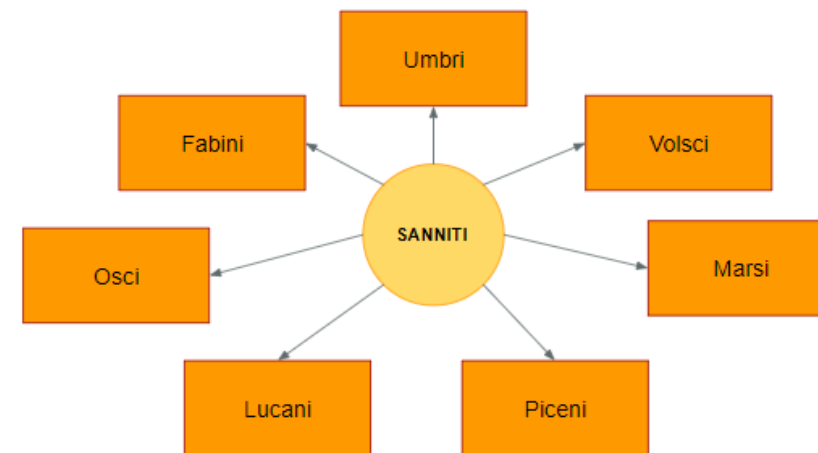 Umbri
Fabini
Volsci
SANNITI
Osci
Marsi
Lucani
Piceni